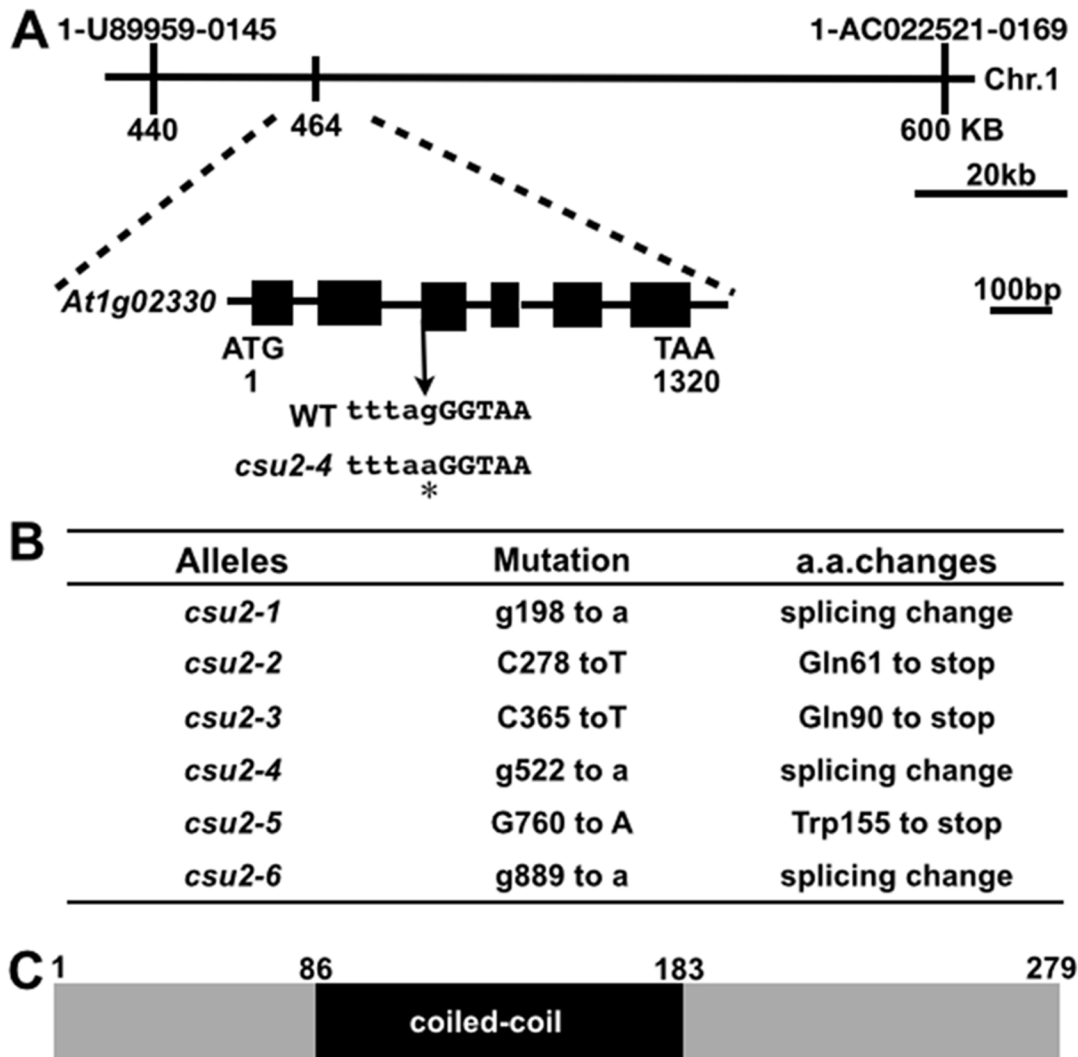 A
1-U89959-0145 1-AC022521-0169
Chr.1
440 464 600 KB
20kb
100bp
At1g02330
ATG TAA
1 1320
WT tttagGGTAA
csu2-4 tttaaGGTAA
*
B
Alleles Mutation a.a.changes
csu2-1 g198 to a splicing change
csu2-2 C278 toT Gln61 to stop
csu2-3 C365 toT Gln90 to stop
csu2-4 g522 to a splicing change
csu2-5 G760 to A Trp155 to stop
csu2-6 g889 to a splicing change
C 1 86 183 279
coiled-coil